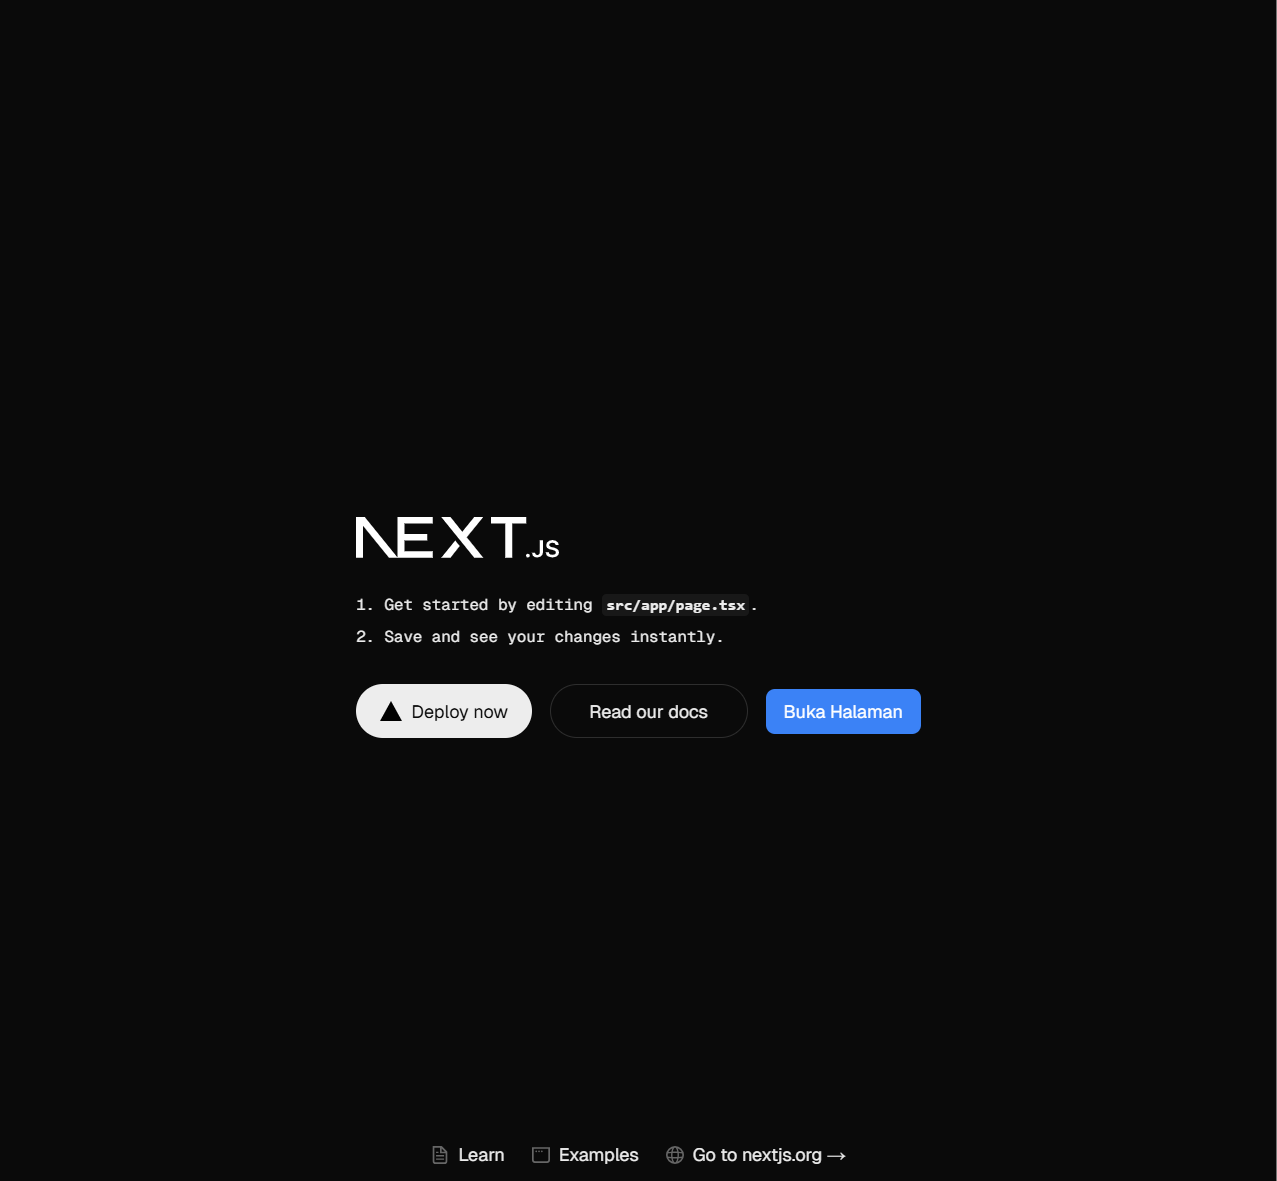 NEXT.JS
1. Get started by editing src/app/page.tsx.
2. Save and see your changes instantly.
Deploy now Read our docs Buka Halaman
Learn Examples Go to nextjs.org →